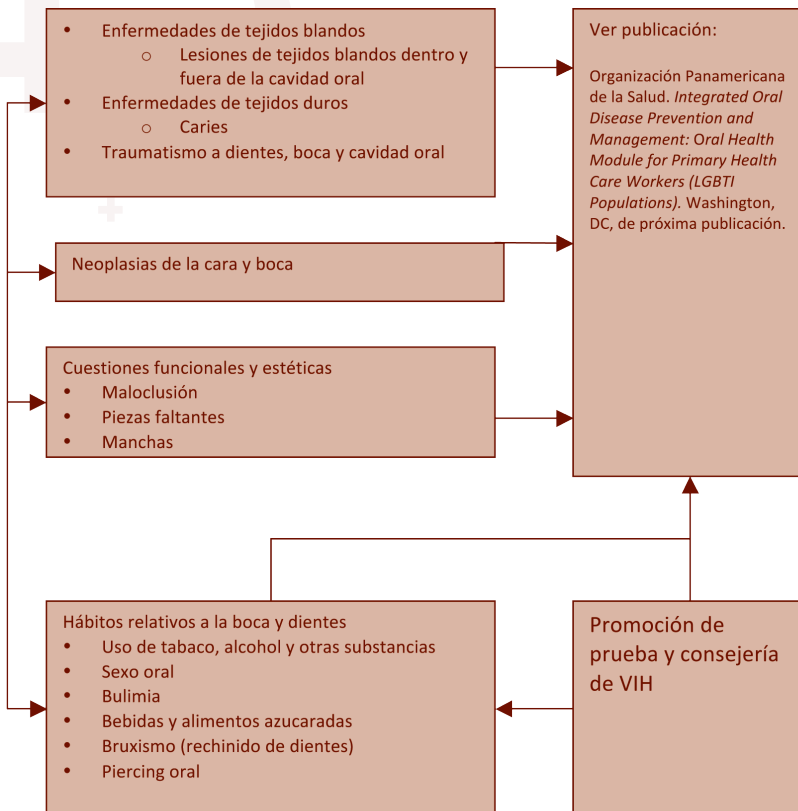 • Enfermedades de tejidos blandos
o Lesiones de tejidos blandos dentro y
fuera de la cavidad oral
• Enfermedades de tejidos duros
o Caries
• Traumatismo a dientes, boca y cavidad oral
Ver publicación:
Organización Panamericana
de la Salud. Integrated Oral
Disease Prevention and
Management: Oral Health
Module for Primary Health
Care Workers (LGBTI
Populations). Washington,
DC, de próxima publicación.
Neoplasias de la cara y boca
Cuestiones funcionales y estéticas
• Maloclusión
• Piezas faltantes
• Manchas
Hábitos relativos a la boca y dientes
• Uso de tabaco, alcohol y otras substancias
• Sexo oral
• Bulimia
• Bebidas y alimentos azucaradas
• Bruxismo (rechinido de dientes)
• Piercing oral
Promoción de
prueba y consejería
de VIH